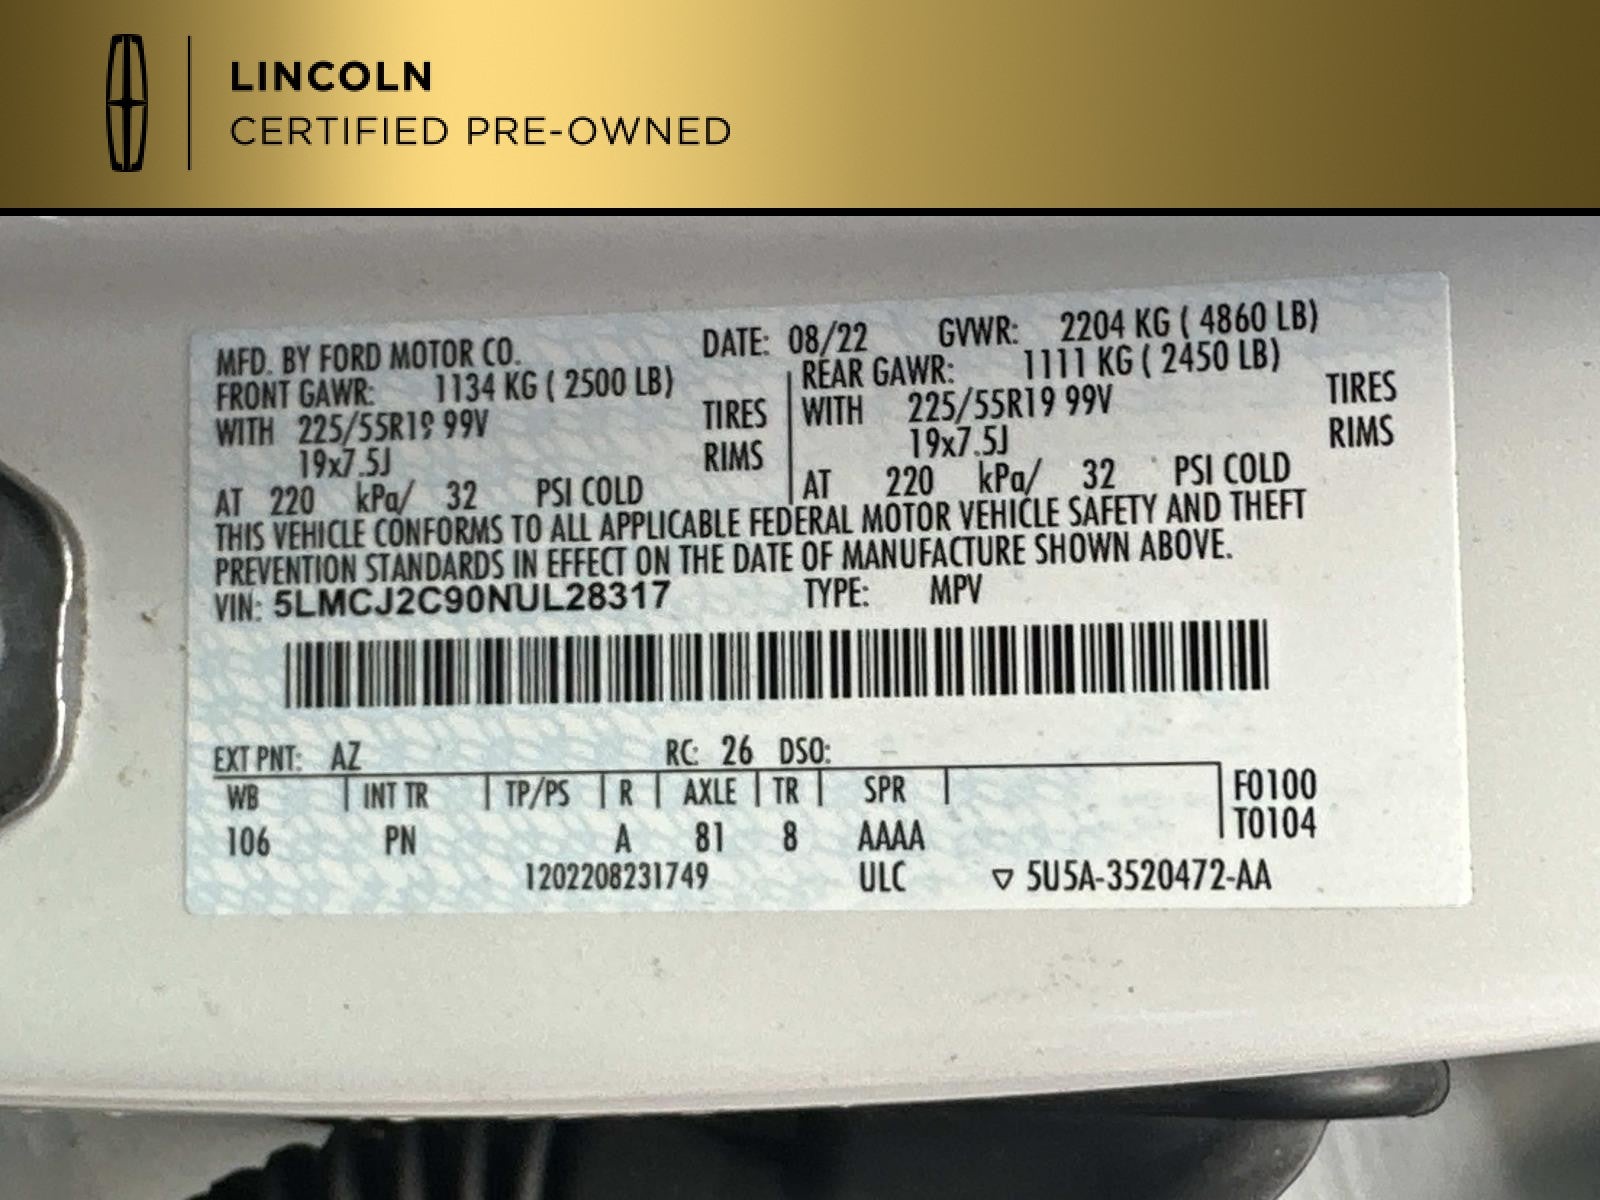 LINCOLN
CERTIFIED PRE-OWNED
MFD. BY FORD MOTOR CO. DATE: 08/22 GVWR: 2204 KG ( 4860 LB)
FRONT GAWR: 1134 KG ( 2500 LB) REAR GAWR: 1111 KG ( 2450 LB)
WITH 225/55R19 99V TIRES WITH 225/55R19 99V TIRES
19x7.5J RIMS 19x7.5J RIMS
AT 220 kPa/ 32 PSI COLD AT 220 kPa/ 32 PSI COLD
THIS VEHICLE CONFORMS TO ALL APPLICABLE FEDERAL MOTOR VEHICLE SAFETY AND THEFT
PREVENTION STANDARDS IN EFFECT ON THE DATE OF MANUFACTURE SHOWN ABOVE.
VIN: 5LMCJ2C90NUL28317 TYPE: MPV
EXT PNT: AZ RC: 26 DSO:
WB INT TR TP/PS R AXLE TR SPR F0100
106 PN A 81 8 AAAA T0104
1202208231749 ULC ▽ 5U5A-3520472-AA